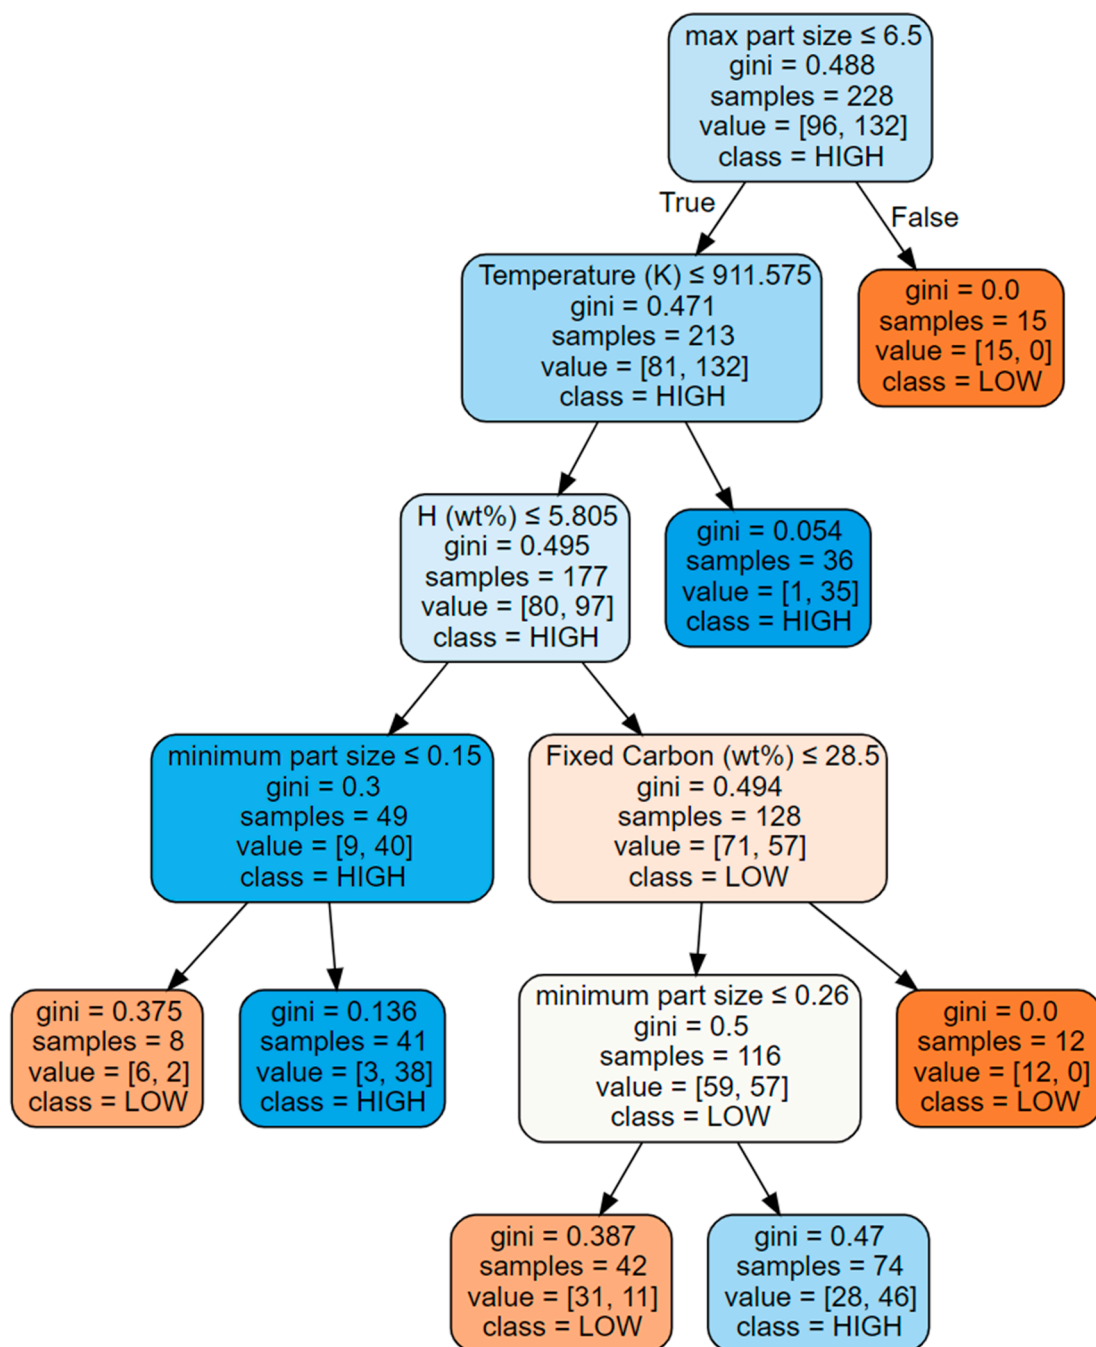 max part size ≤ 6.5
gini = 0.488
samples = 228
value = [96, 132]
class = HIGH
True
False
Temperature (K) ≤ 911.575
gini = 0.471
samples = 213
value = [81, 132]
class = HIGH
gini = 0.0
samples = 15
value = [15, 0]
class = LOW
H (wt%) ≤ 5.805
gini = 0.495
samples = 177
value = [80, 97]
class = HIGH
gini = 0.054
samples = 36
value = [1, 35]
class = HIGH
minimum part size ≤ 0.15
gini = 0.3
samples = 49
value = [9, 40]
class = HIGH
Fixed Carbon (wt%) ≤ 28.5
gini = 0.494
samples = 128
value = [71, 57]
class = LOW
gini = 0.375
samples = 8
value = [6, 2]
class = LOW
gini = 0.136
samples = 41
value = [3, 38]
class = HIGH
minimum part size ≤ 0.26
gini = 0.5
samples = 116
value = [59, 57]
class = LOW
gini = 0.0
samples = 12
value = [12, 0]
class = LOW
gini = 0.387
samples = 42
value = [31, 11]
class = LOW
gini = 0.47
samples = 74
value = [28, 46]
class = HIGH